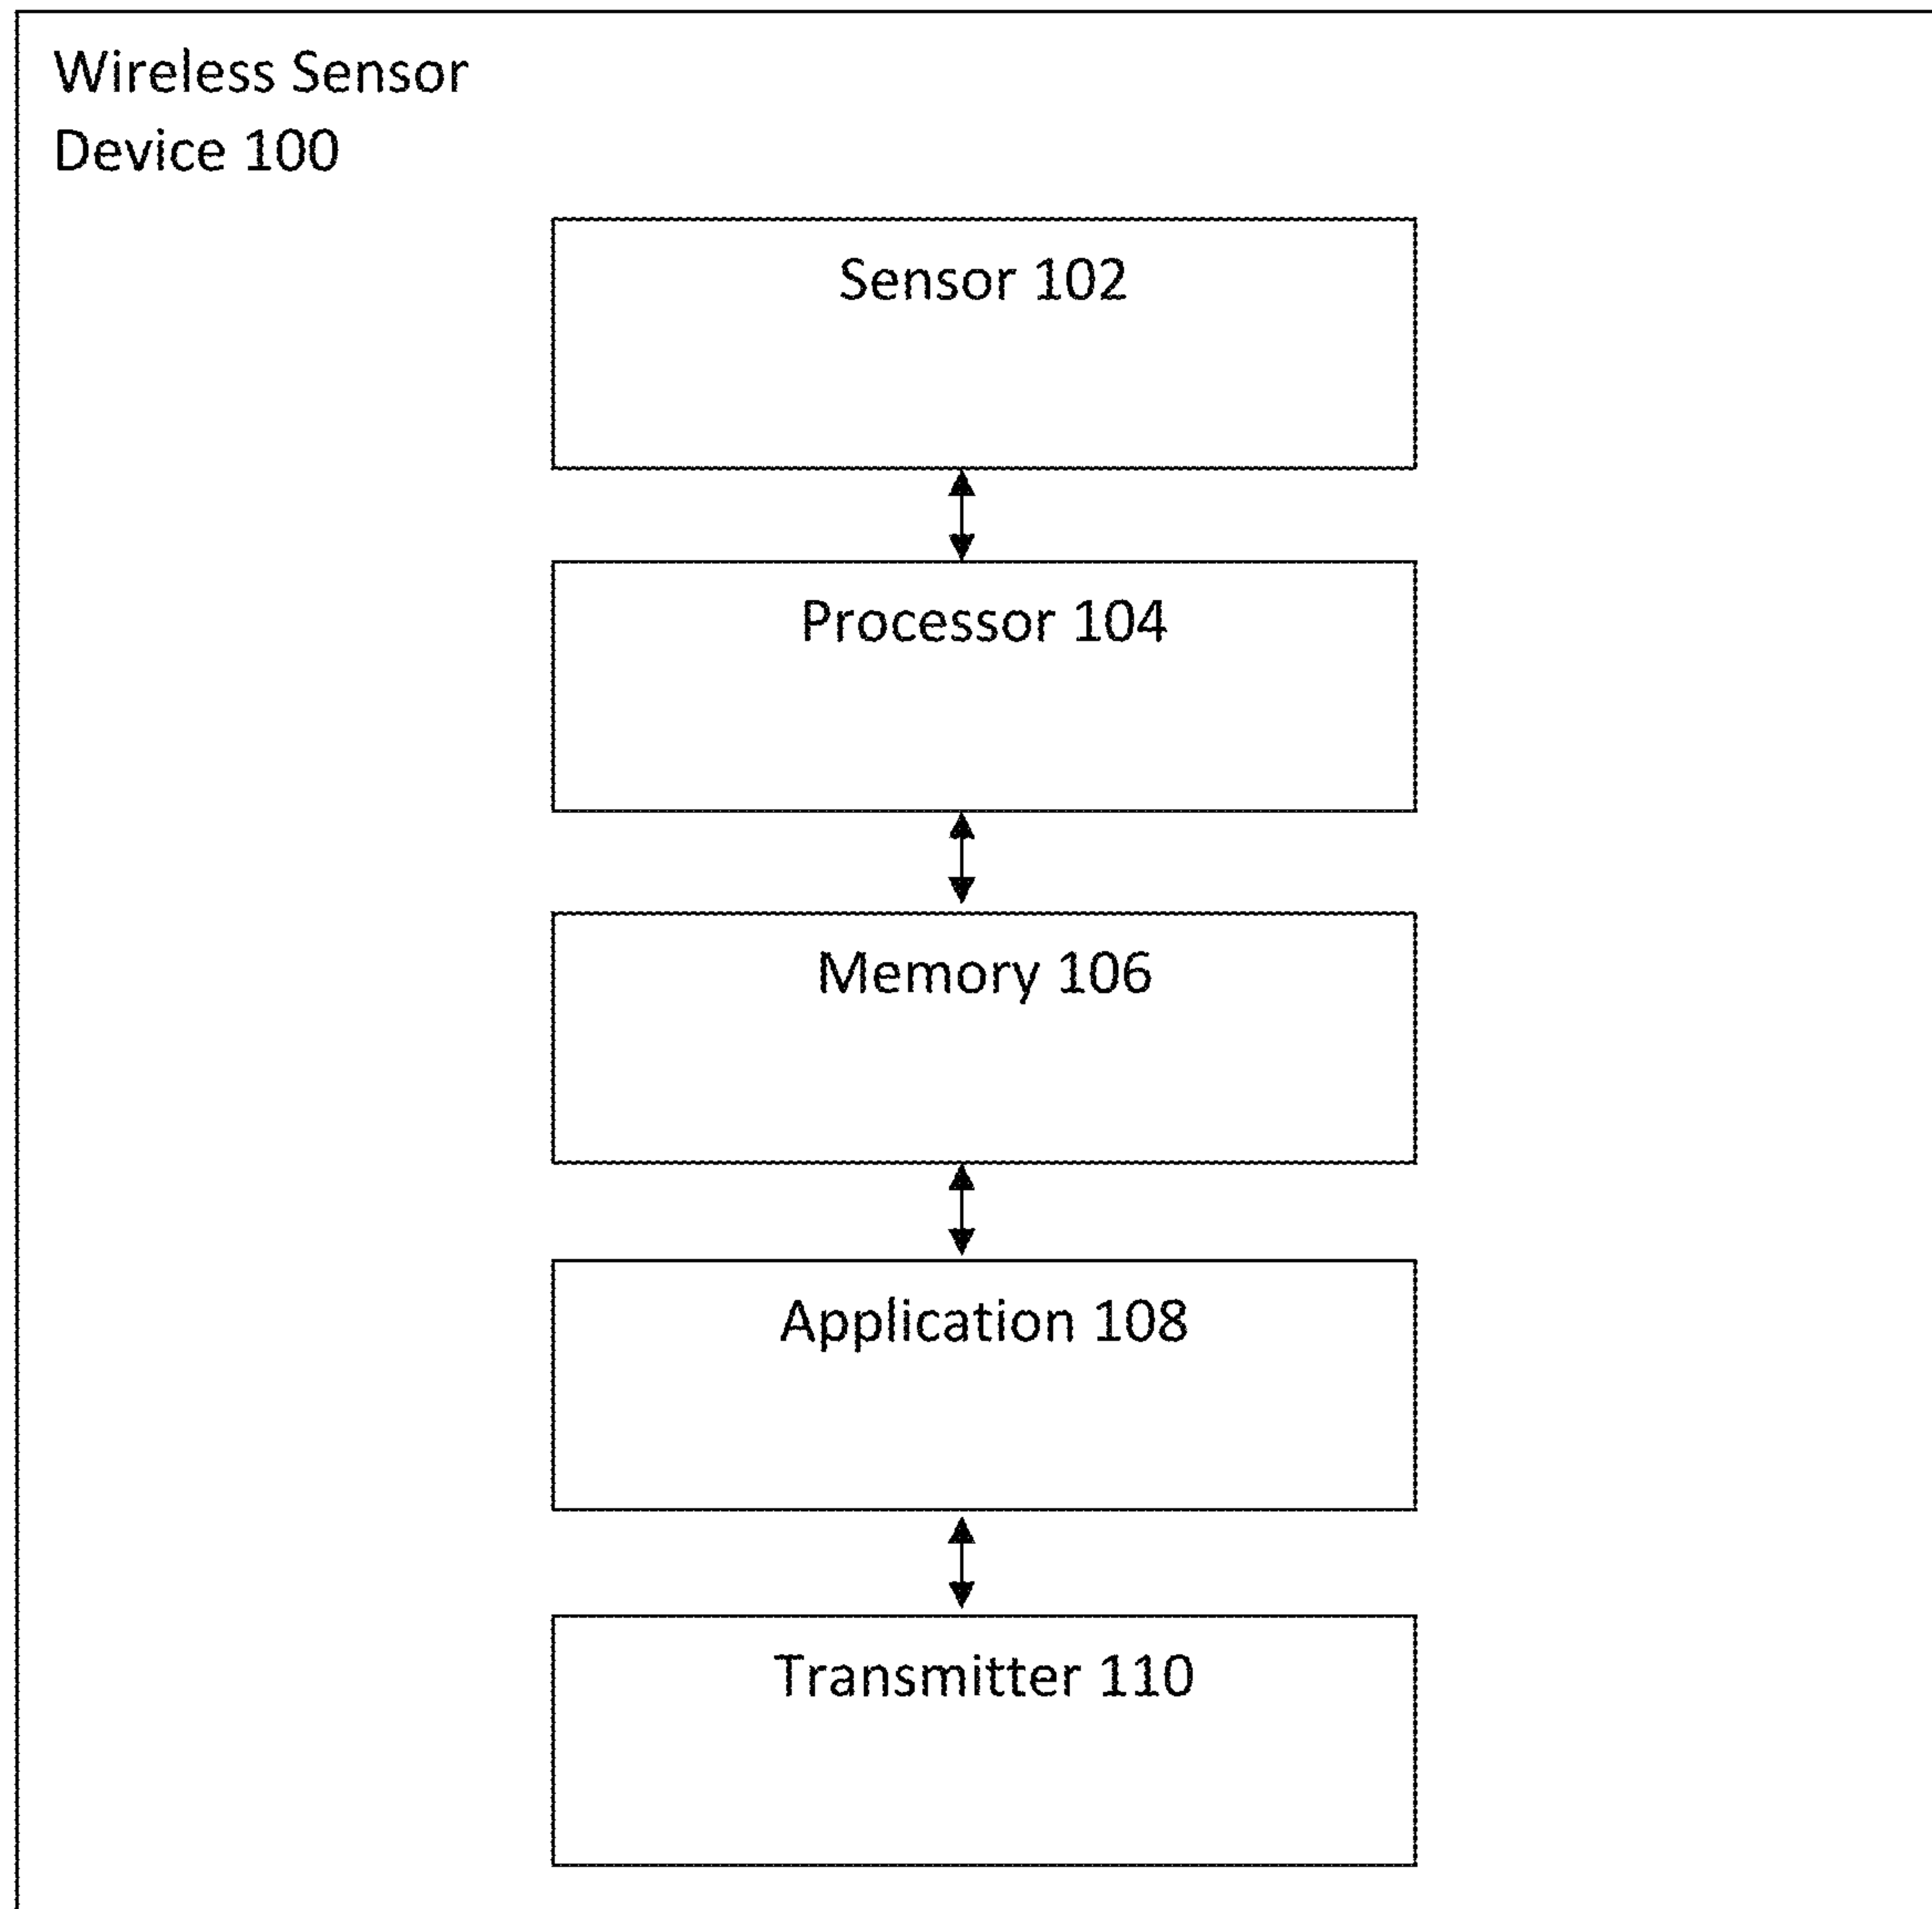 Wireless Sensor
Device 100
Sensor 102
Processor 104
Memory 106
Application 108
Transmitter 110